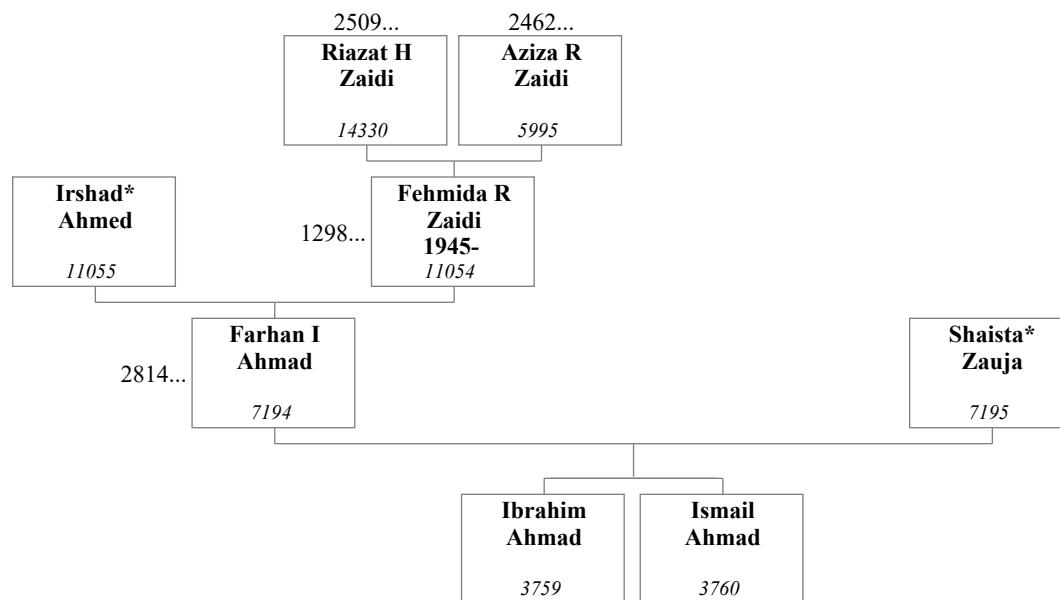 2509...
2462...
Riazat H
Zaidi
14330
Aziza R
Zaidi
5995
Irshad*
Ahmed
11055
1298...
Fehmida R
Zaidi
1945-
11054
2814...
Farhan I
Ahmad
7194
Shaista*
Zauja
7195
Ibrahim
Ahmad
3759
Ismail
Ahmad
3760